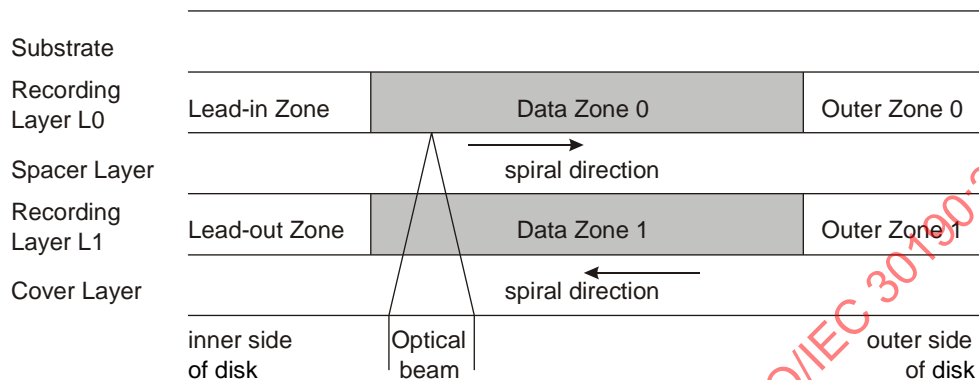 Substrate
Recording
Layer L0
Lead-in Zone
Data Zone 0
Outer Zone 0
Spacer Layer
spiral direction
Recording
Layer L1
Lead-out Zone
Data Zone 1
Outer Zone 1
Cover Layer
spiral direction
inner side
of disk
Optical
beam
outer side
of disk
O/IEC 30190: